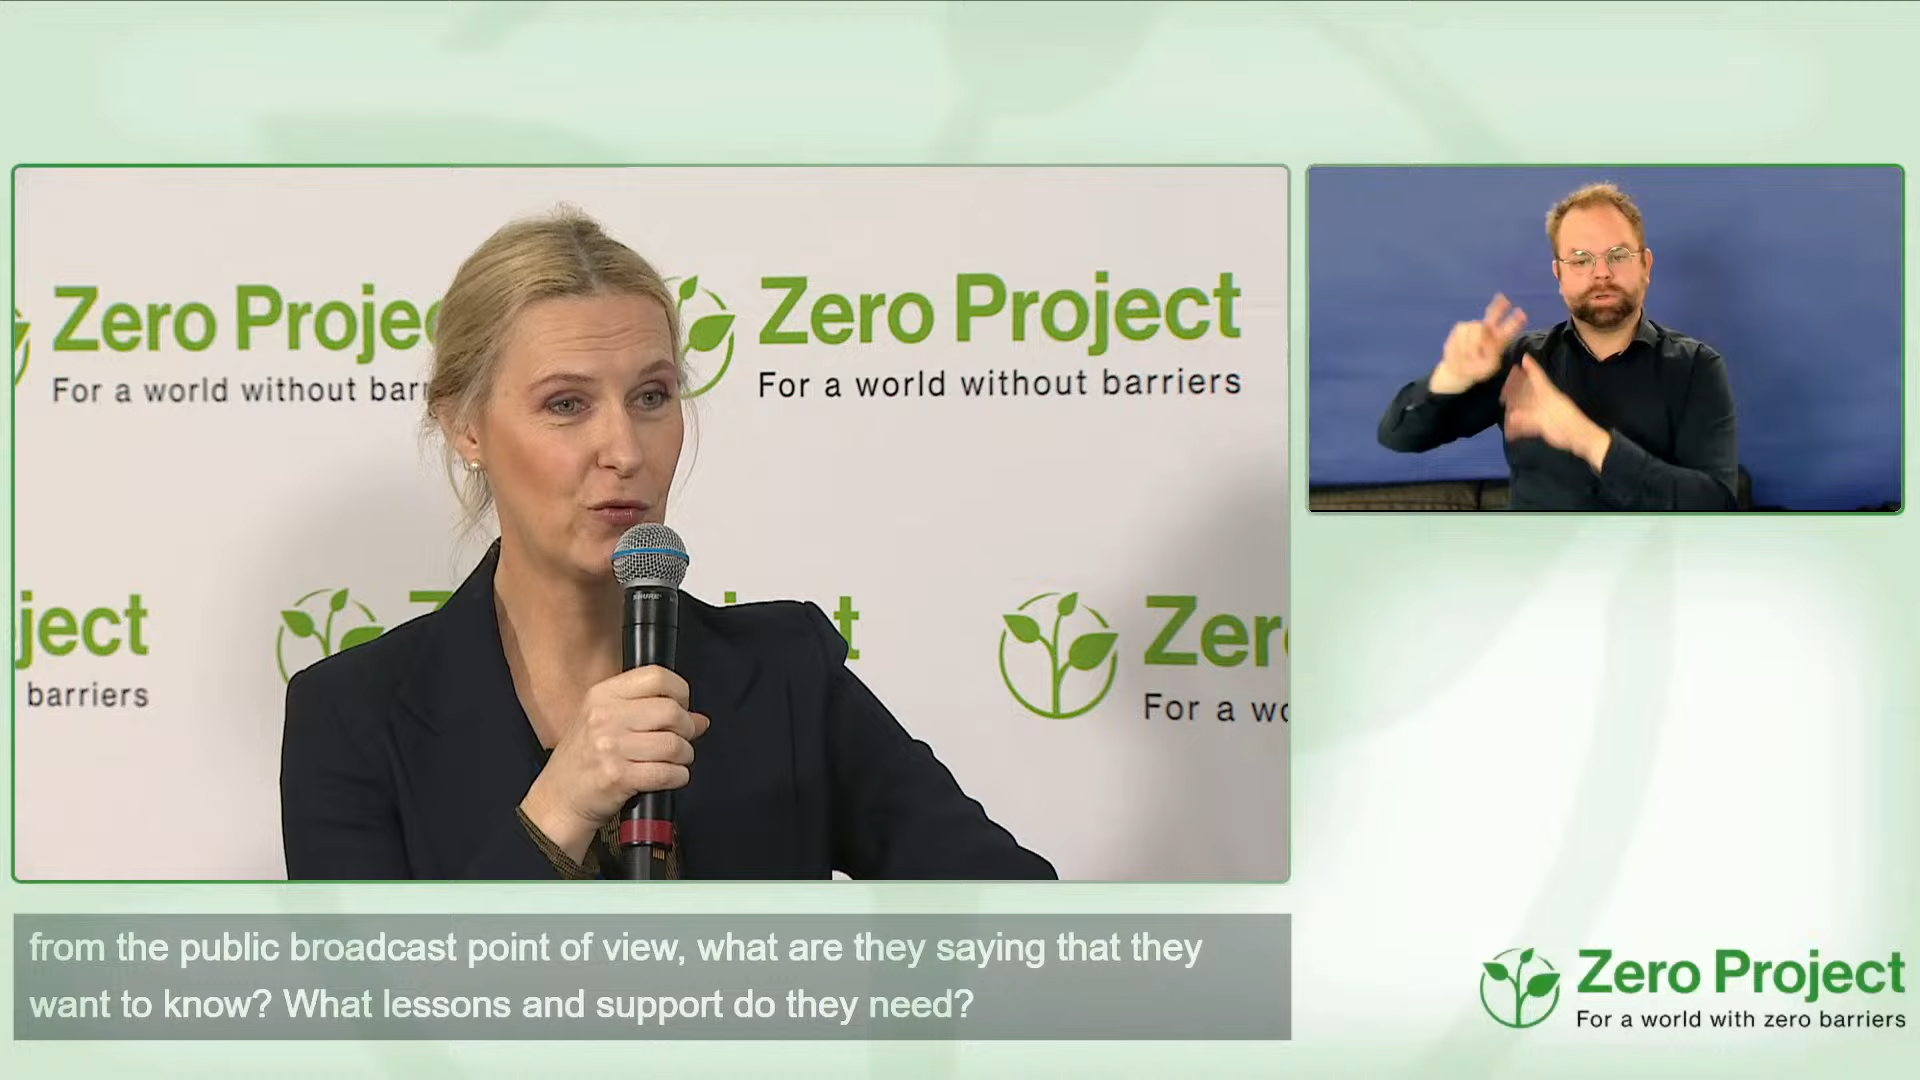 Zero Projec
For a world without barr
Zero Project
For a world without barriers
ject
barriers
Z
t
Zer
For a wo
SHURE
from the public broadcast point of view, what are they saying that they
want to know? What lessons and support do they need?
Zero Project
For a world with zero barriers